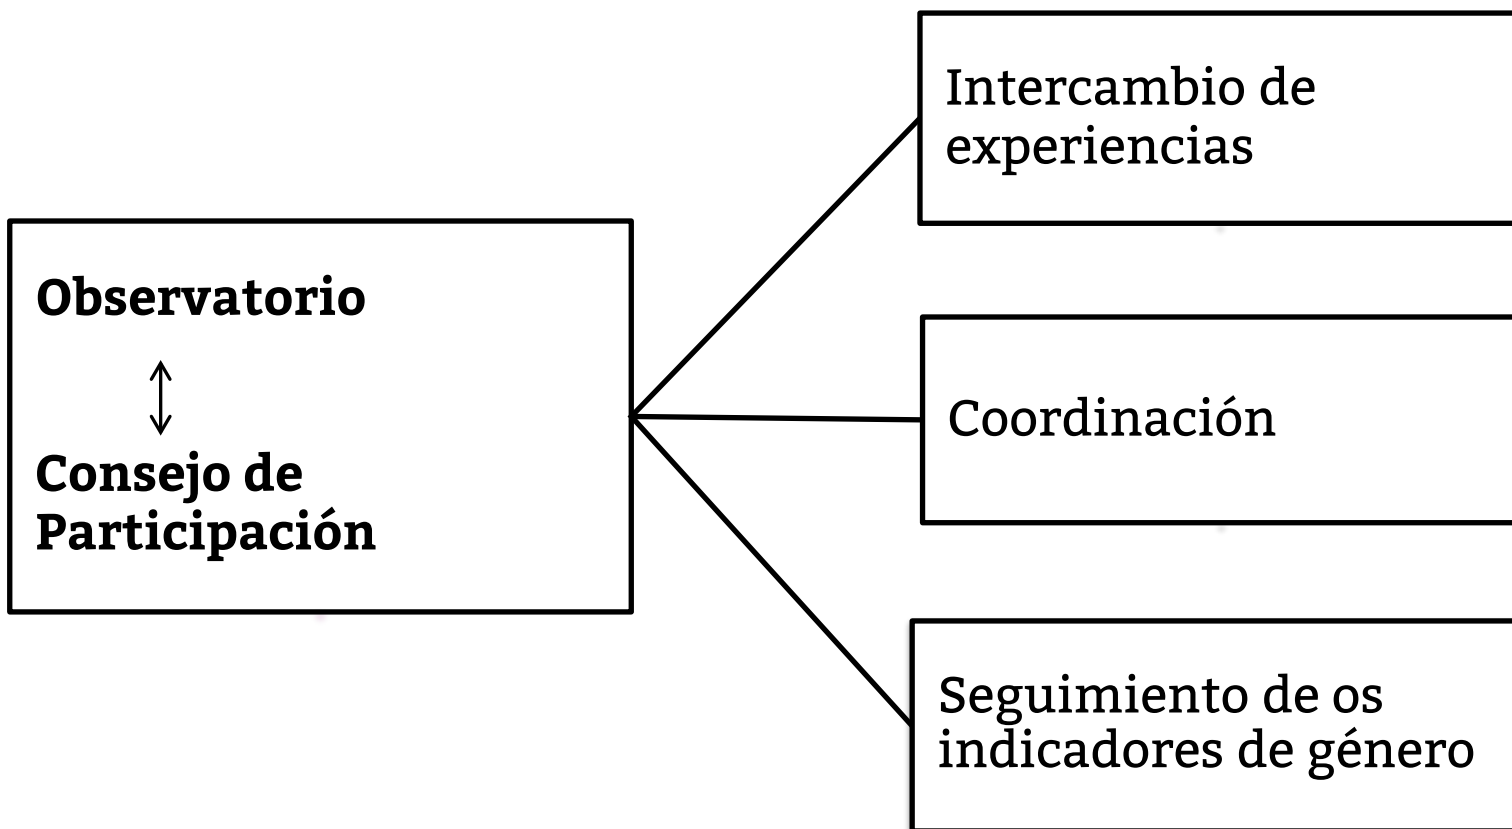 Observatorio
Consejo de
Participación
Intercambio de
experiencias
Coordinación
Seguimiento de os
indicadores de género